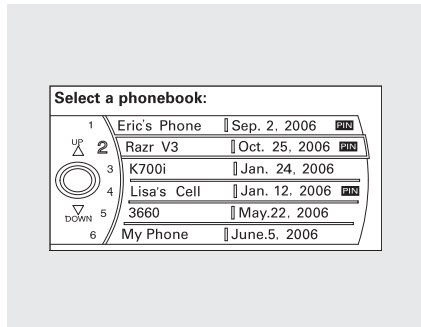 Select a phonebook:
1 Eric's Phone Sep. 2, 2006 PIN
UP 2 Razr V3 Oct. 25, 2006 PIN
3 K700i Jan. 24, 2006
4 Lisa's Cell Jan. 12. 2006 PIN
DOWN 5 3660 May.22, 2006
6 My Phone June.5, 2006